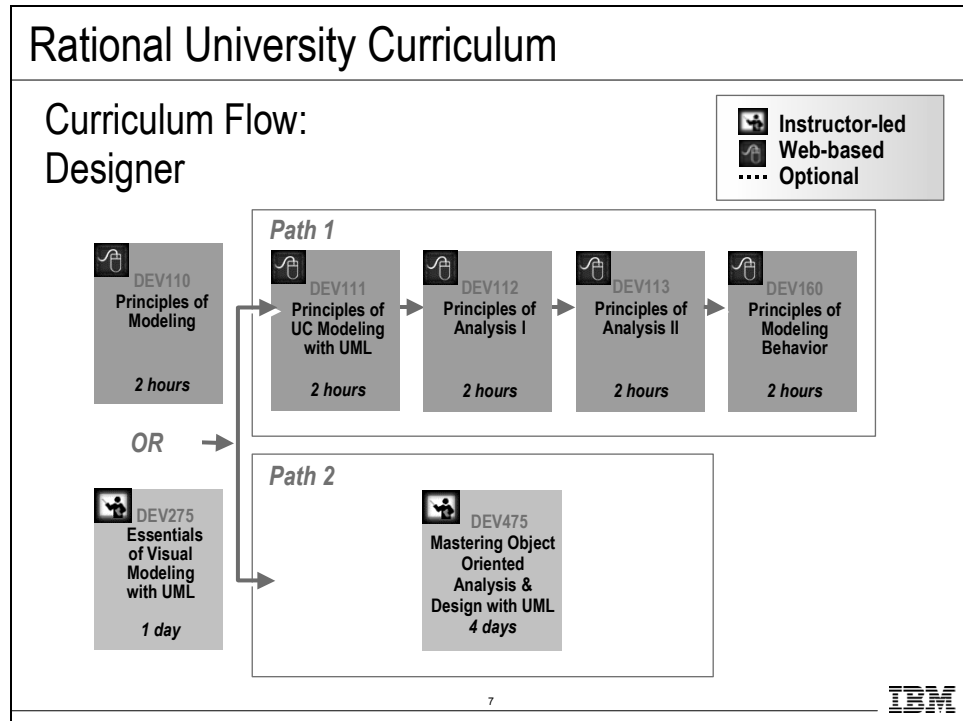 Rational University Curriculum
Curriculum Flow:
Designer
Instructor-led
Web-based
Optional
DEV110
Principles of
Modeling
2 hours
OR
DEV275
Essentials
of Visual
Modeling
with UML
1 day
Path 1
DEV111
Principles of
UC Modeling
with UML
2 hours
DEV112
Principles of
Analysis I
2 hours
DEV113
Principles of
Analysis II
2 hours
DEV160
Principles of
Modeling
Behavior
2 hours
Path 2
DEV475
Mastering Object
Oriented
Analysis &
Design with UML
4 days
7
IBM